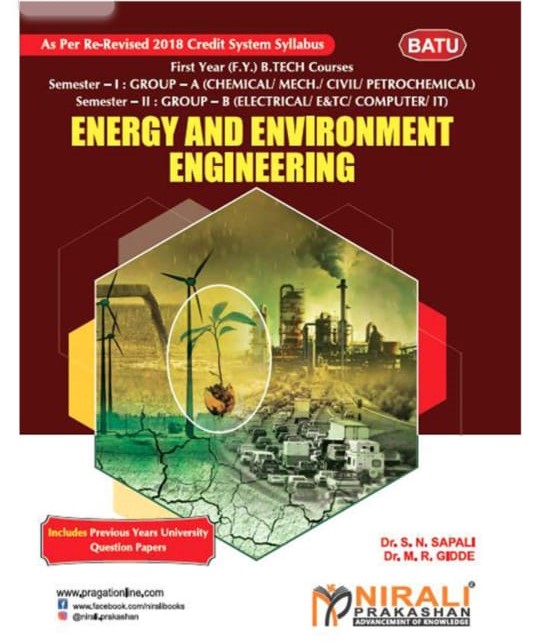 As Per Re-Revised 2018 Credit System Syllabus
BATU
First Year (F.Y.) B.TECH Courses
Semester – I : GROUP – A (CHEMICAL/ MECH./ CIVIL/ PETROCHEMICAL)
Semester – II : GROUP – B (ELECTRICAL/ E&TC/ COMPUTER/ IT)
ENERGY AND ENVIRONMENT
ENGINEERING
Includes Previous Years University
Question Papers
Dr. S. N. SAPALI
Dr. M. R. GIDDE
www.pragationline.com
www.facebook.com/niralibooks
@nirali.prakashan
NIRALI
PRAKASHAN
ADVANCEMENT OF KNOWLEDGE